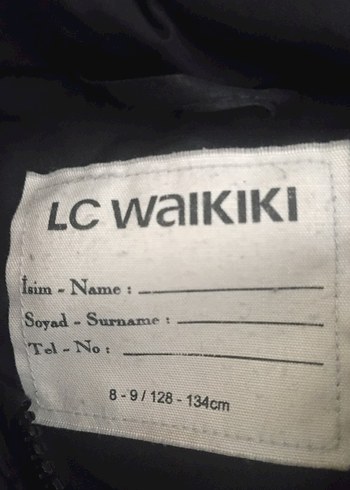 LC WAIKIKI
İsim - Name :
Soyad - Surname :
Tel - No :
8 - 9 / 128 - 134cm